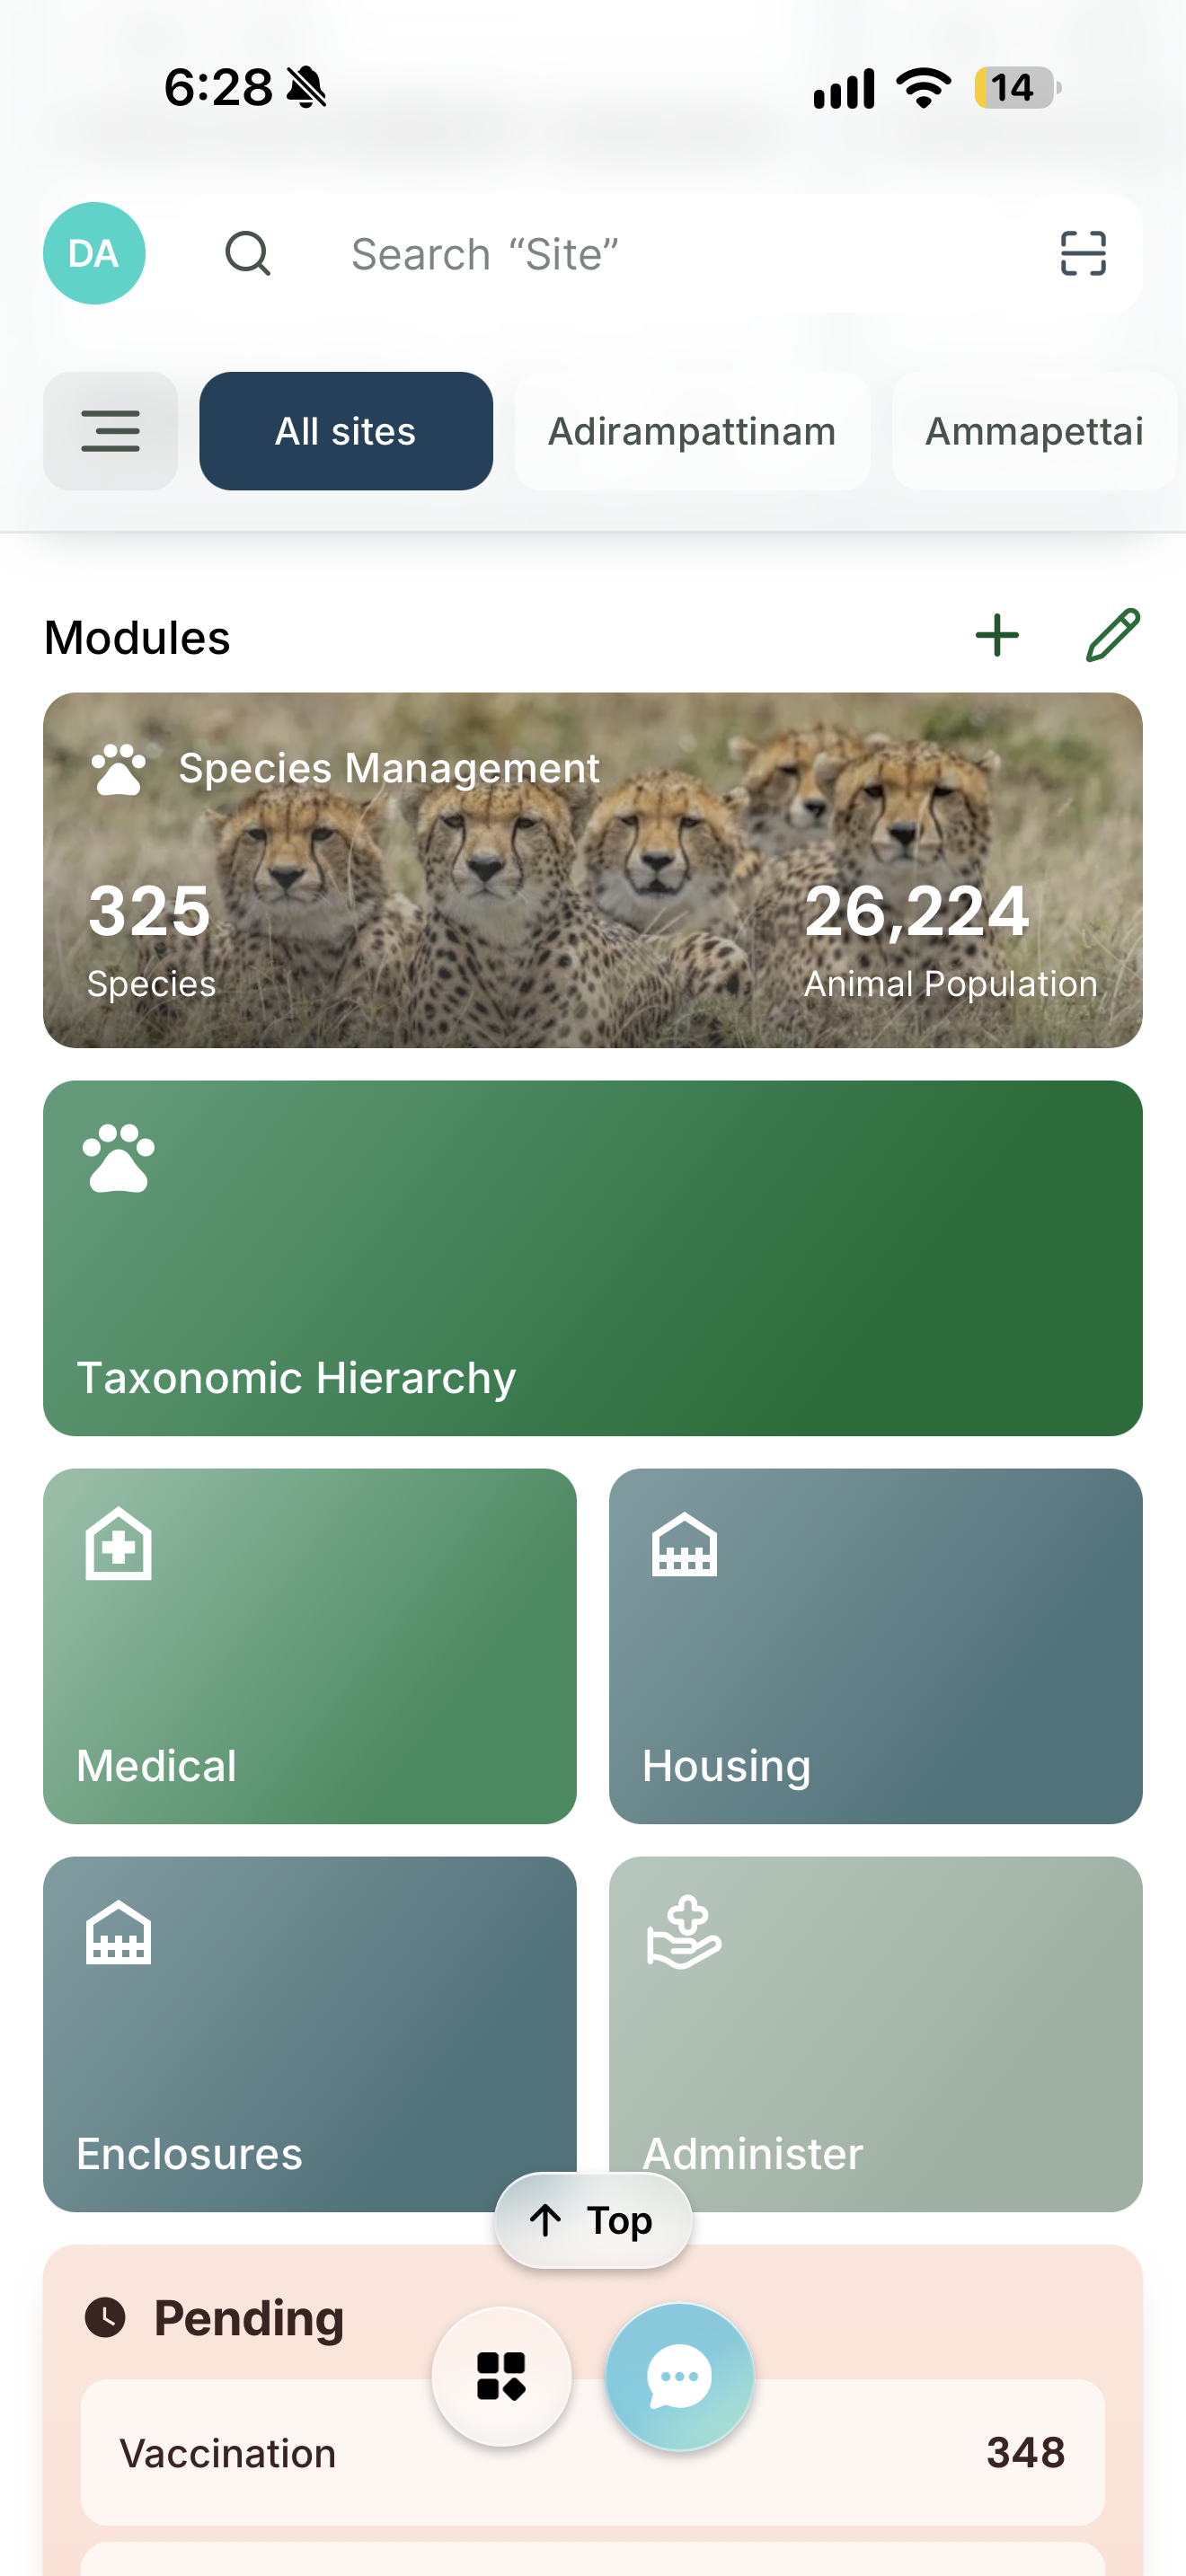 6:28
14
DA
Search “Site”
All sites
Adirampattinam
Ammapettai
Modules
Species Management
325
26,224
Species
Animal Population
Taxonomic Hierarchy
Medical
Housing
Enclosures
Administer
Top
Pending
Vaccination
348